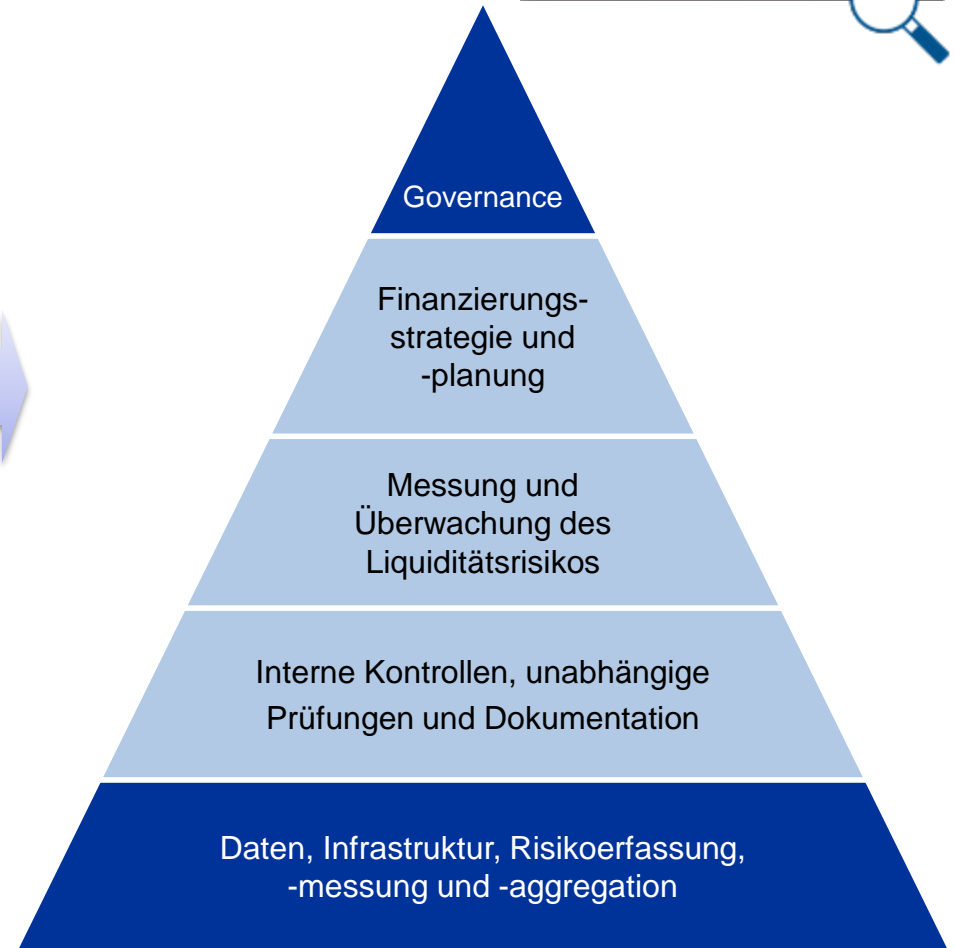 Governance
Finanzierungs-
strategie und
-planung
Messung und
Überwachung des
Liquiditätsrisikos
Interne Kontrollen, unabhängige
Prüfungen und Dokumentation
Daten, Infrastruktur, Risikoerfassung,
-messung und -aggregation